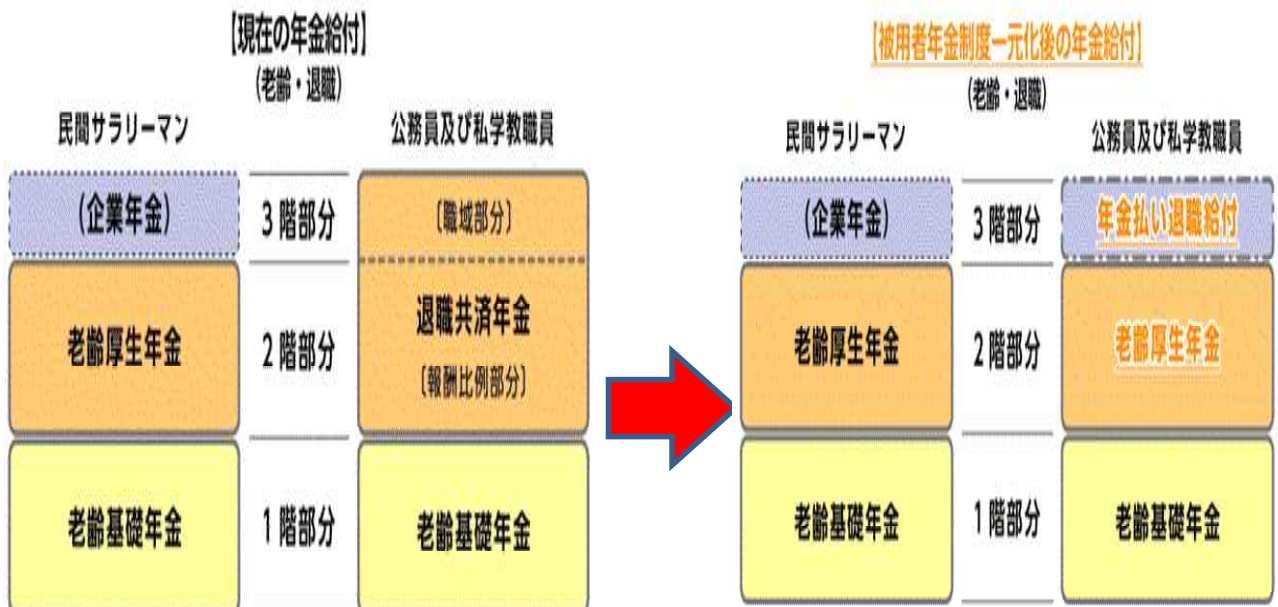 【現在の年金給付】
(老齢・退職)
民間サラリーマン
公務員及び私学教職員
(企業年金)
3階部分
〔職域部分〕
老齢厚生年金
2階部分
退職共済年金
〔報酬比例部分〕
老齢基礎年金
1階部分
老齢基礎年金
【被用者年金制度一元化後の年金給付】
(老齢・退職)
民間サラリーマン
公務員及び私学教職員
(企業年金)
3階部分
年金払い退職給付
老齢厚生年金
2階部分
老齢厚生年金
老齢基礎年金
1階部分
老齢基礎年金